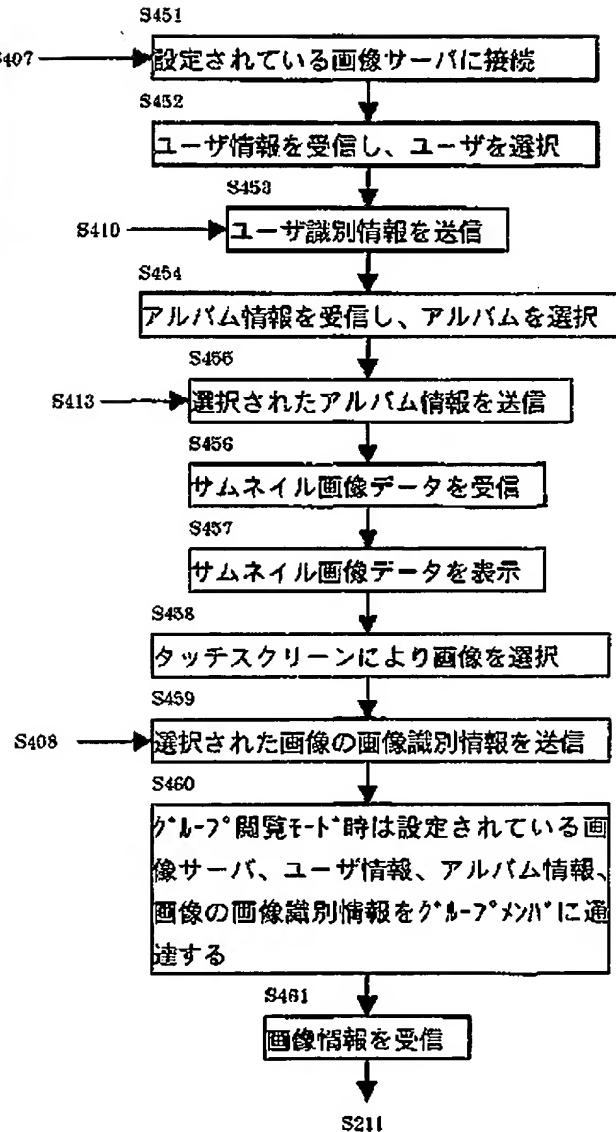 S451
S407
設定されている画像サーバに接続
S452
ユーザ情報を受信し、ユーザを選択
S453
S410
ユーザ識別情報を送信
S454
アルバム情報を受信し、アルバムを選択
S455
S413
選択されたアルバム情報を送信
S456
サムネイル画像データを受信
S457
サムネイル画像データを表示
S458
タッチスクリーンにより画像を選択
S459
S408
選択された画像の画像識別情報を送信
S460
ｸﾞﾙｰﾌﾟ閲覧ﾓｰﾄﾞ時は設定されている画
像サーバ、ユーザ情報、アルバム情報、
画像の画像識別情報をｸﾞﾙｰﾌﾟﾒﾝﾊﾞに通
達する
S461
画像情報を受信
S211